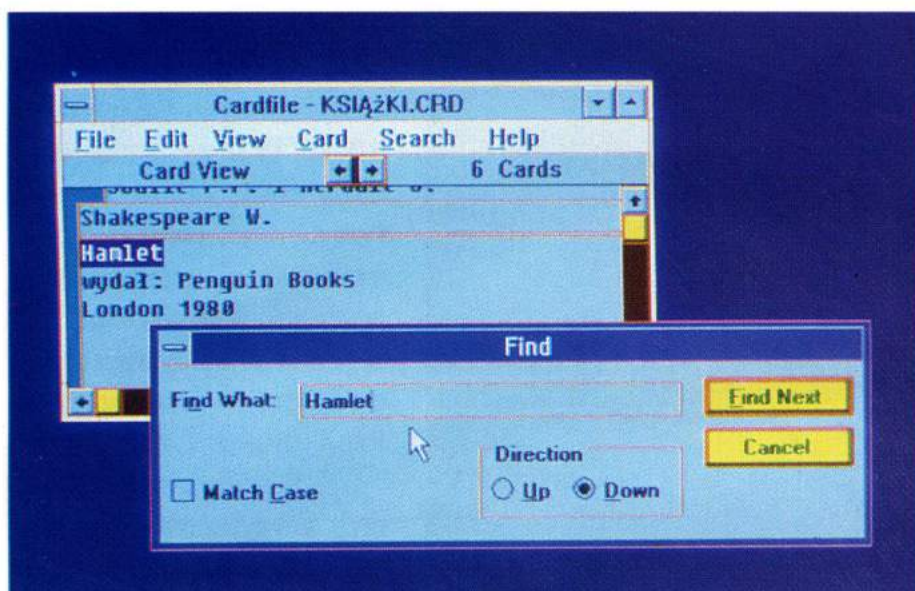 Cardfile - KSIĄżKI.CRD
File Edit View Card Search Help
Card View 6 Cards
Shakespeare W.
Hamlet
wydał: Penguin Books
London 1980
Find
Find What: Hamlet
Find Next
Cancel
Direction
Match Case
Up Down